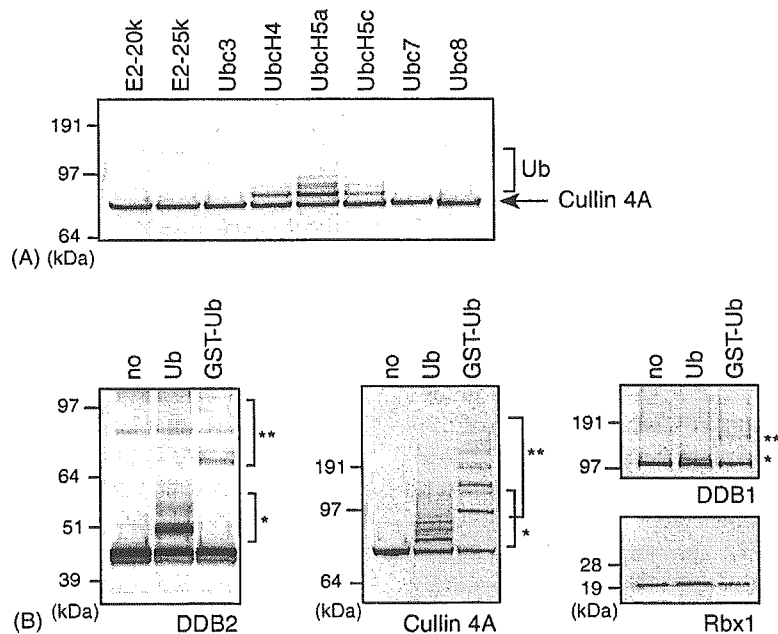 E2-20k E2-25k Ubc3 UbcH4 UbcH5a UbcH5c Ubc7 Ubc8
191
97
64
Ub
Cullin 4A
(A) (kDa)
no Ub GST-Ub
97
64
51
39
**
*
(B) (kDa)
DDB2
no Ub GST-Ub
191
97
64
**
*
(kDa)
Cullin 4A
no Ub GST-Ub
191
97
**
*
DDB1
28
19
(kDa)
Rbx1